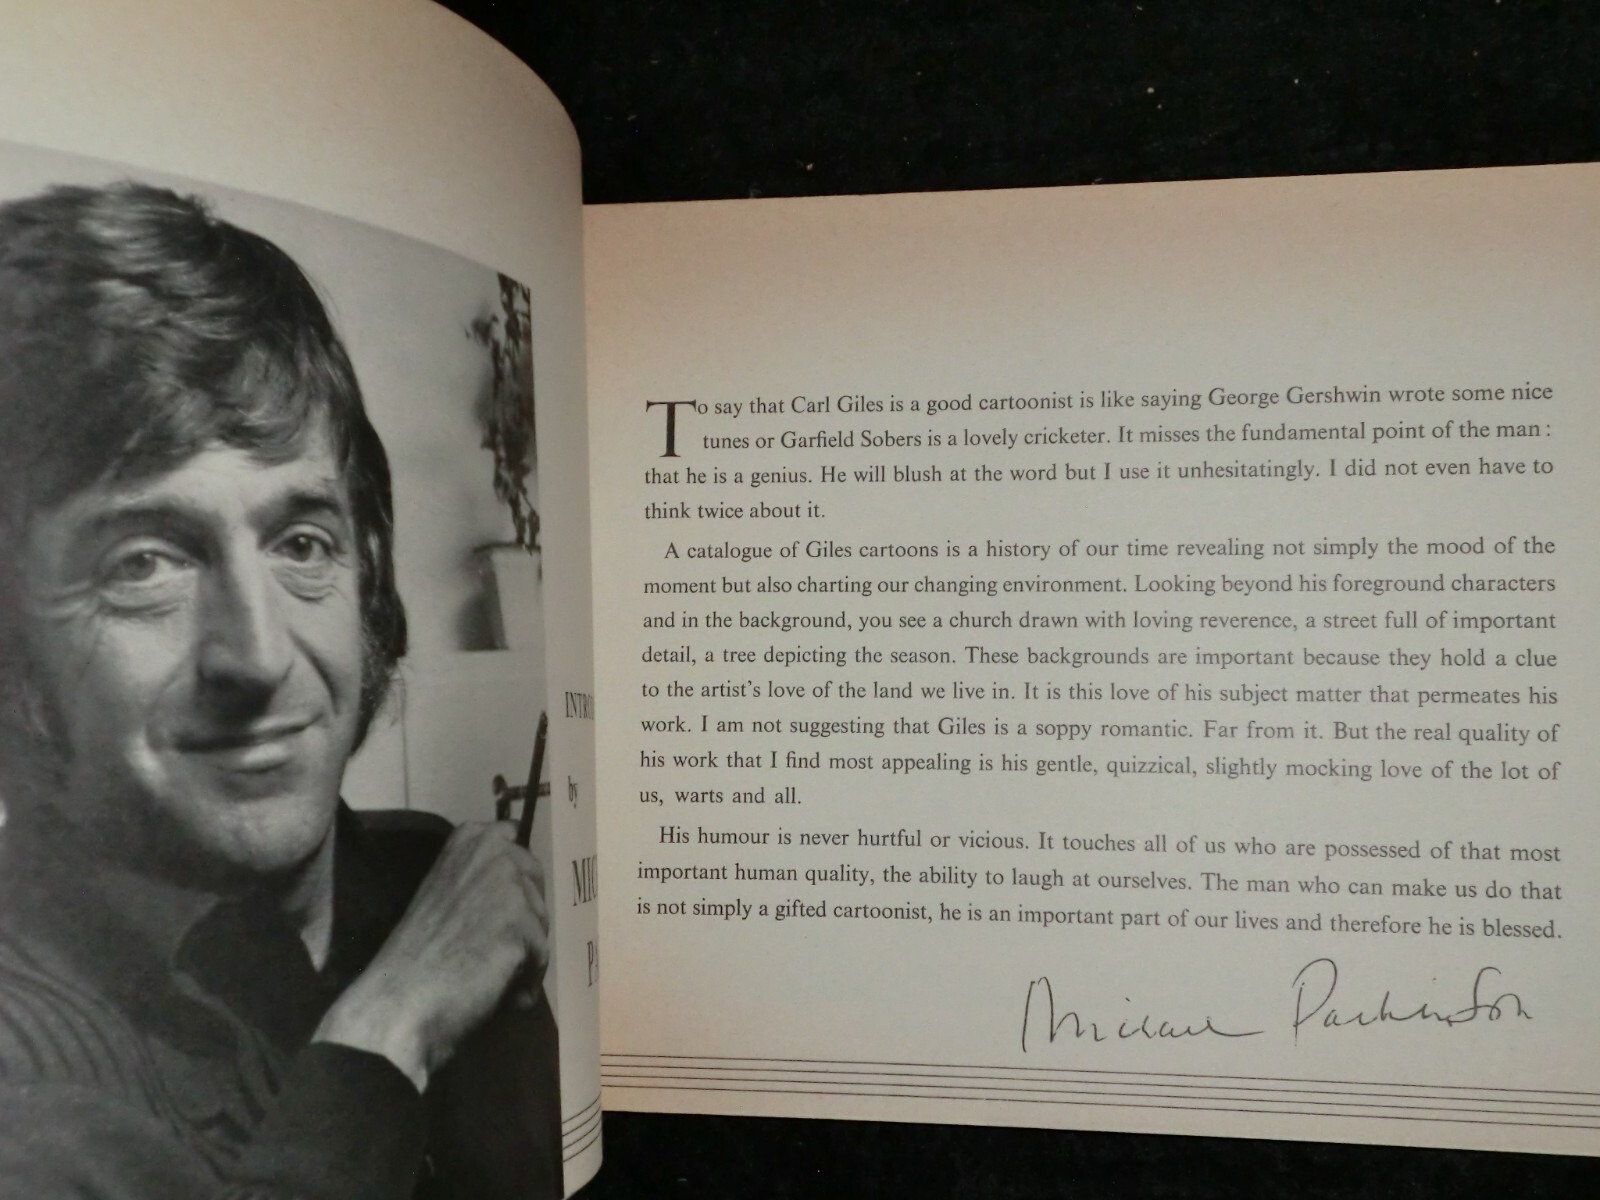 by
To say that Carl Giles is a good cartoonist is like saying George Gershwin wrote some nice
tunes or Garfield Sobers is a lovely cricketer. It misses the fundamental point of the man :
that he is a genius. He will blush at the word but I use it unhesitatingly. I did not even have to
think twice about it.
A catalogue of Giles cartoons is a history of our time revealing not simply the mood of the
moment but also charting our changing environment. Looking beyond his foreground characters
and in the background, you see a church drawn with loving reverence, a street full of important
detail, a tree depicting the season. These backgrounds are important because they hold a clue
to the artist's love of the land we live in. It is this love of his subject matter that permeates his
work. I am not suggesting that Giles is a soppy romantic. Far from it. But the real quality of
his work that I find most appealing is his gentle, quizzical, slightly mocking love of the lot of
us, warts and all.
His humour is never hurtful or vicious. It touches all of us who are possessed of that most
important human quality, the ability to laugh at ourselves. The man who can make us do that
is not simply a gifted cartoonist, he is an important part of our lives and therefore he is blessed.
Michael Parkinson